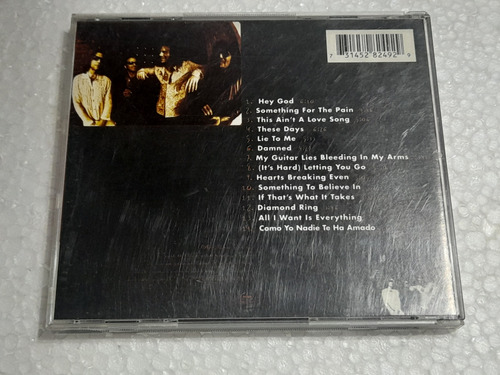 7 31452 82492 9
1. Hey God
2. Something For The Pain
3. This Ain't A Love Song
4. These Days
5. Lie To Me
6. Damned
7. My Guitar Lies Bleeding In My Arms
8. (It's Hard) Letting You Go
9. Hearts Breaking Even
10. Something To Believe In
11. If That's What It Takes
12. Diamond Ring
13. All I Want Is Everything
14. Como Yo Nadie Te Ha Amado